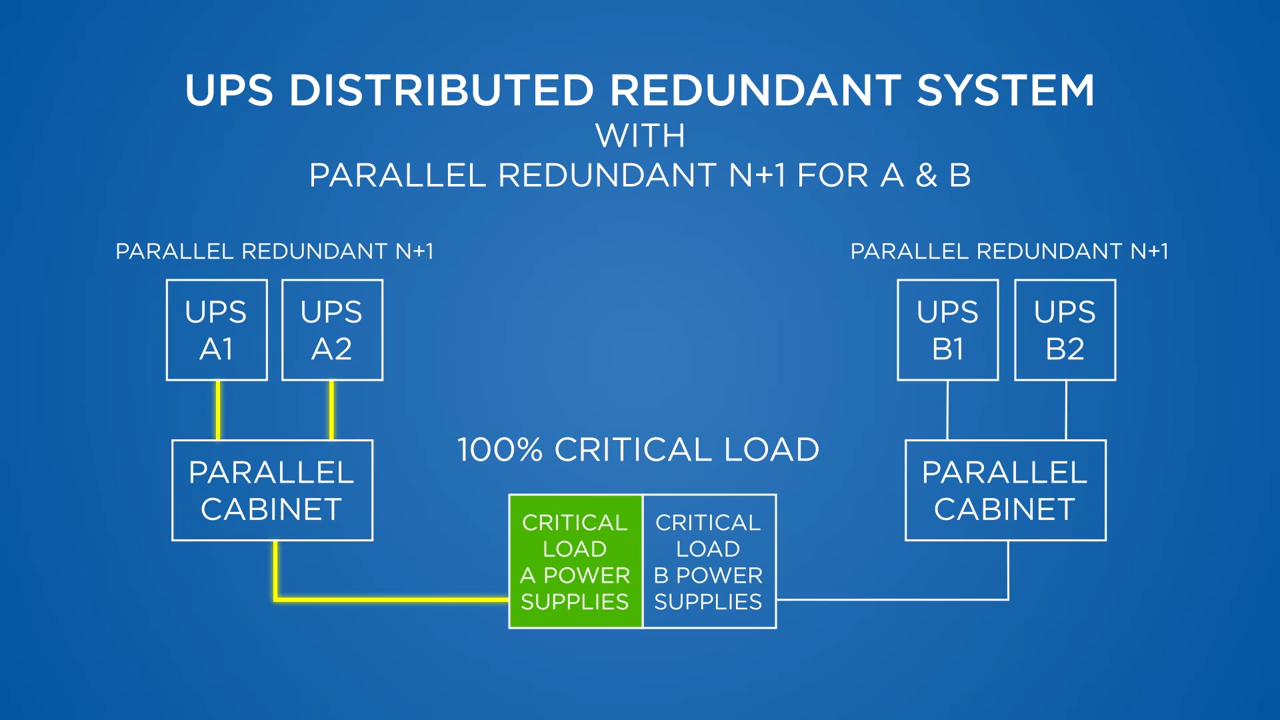 UPS DISTRIBUTED REDUNDANT SYSTEM
WITH
PARALLEL REDUNDANT N+1 FOR A & B
PARALLEL REDUNDANT N+1
UPS
A1
UPS
A2
PARALLEL
CABINET
PARALLEL REDUNDANT N+1
UPS
B1
UPS
B2
PARALLEL
CABINET
100% CRITICAL LOAD
CRITICAL
LOAD
A POWER
SUPPLIES
CRITICAL
LOAD
B POWER
SUPPLIES